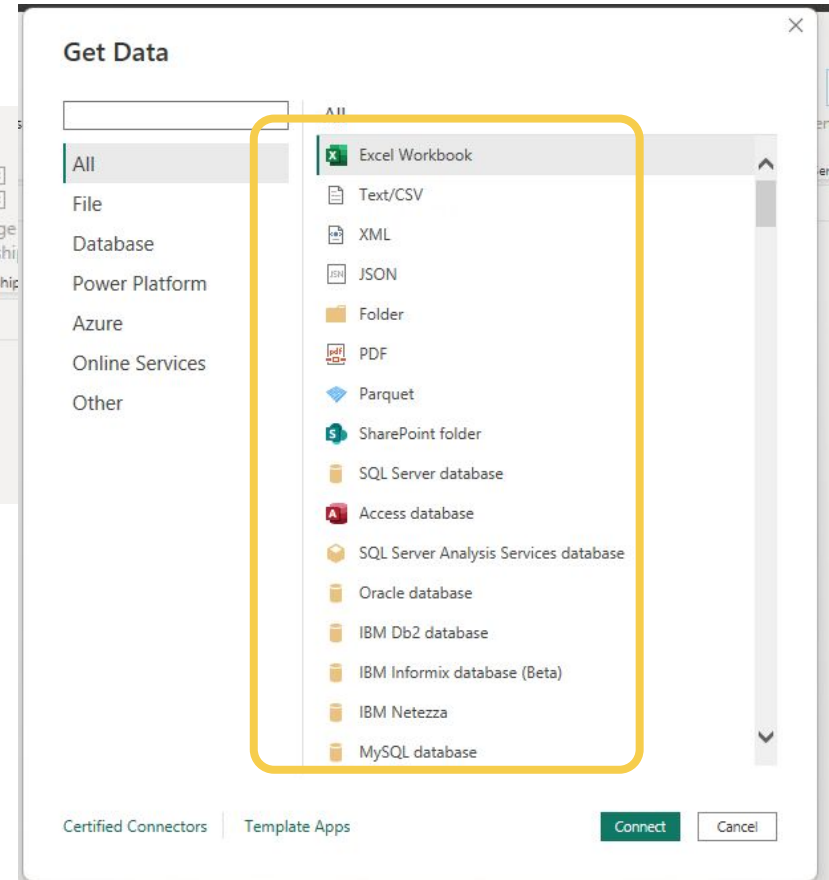 Get Data
All
File
Database
Power Platform
Azure
Online Services
Other
All
Excel Workbook
Text/CSV
XML
JSON
Folder
PDF
Parquet
SharePoint folder
SQL Server database
Access database
SQL Server Analysis Services database
Oracle database
IBM Db2 database
IBM Informix database (Beta)
IBM Netezza
MySQL database
Certified Connectors
Template Apps
Connect
Cancel